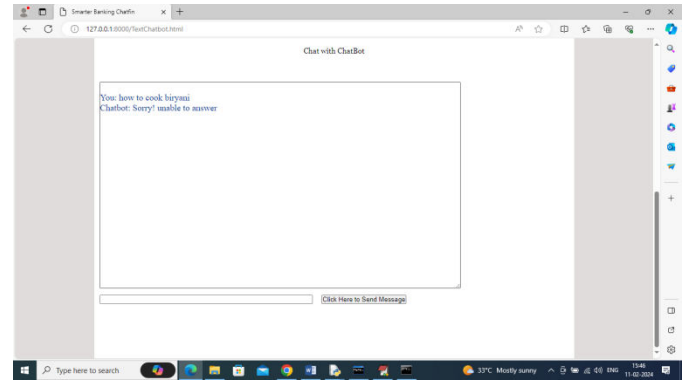 Smarter Banking Chatfin
127.0.0.1:8000/TextChatbot.html
Chat with ChatBot
You: how to cook biryani
Chatbot: Sorry! unable to answer
Click Here to Send Message
Type here to search
33°C Mostly sunny
ENG
15:46
11-02-2024